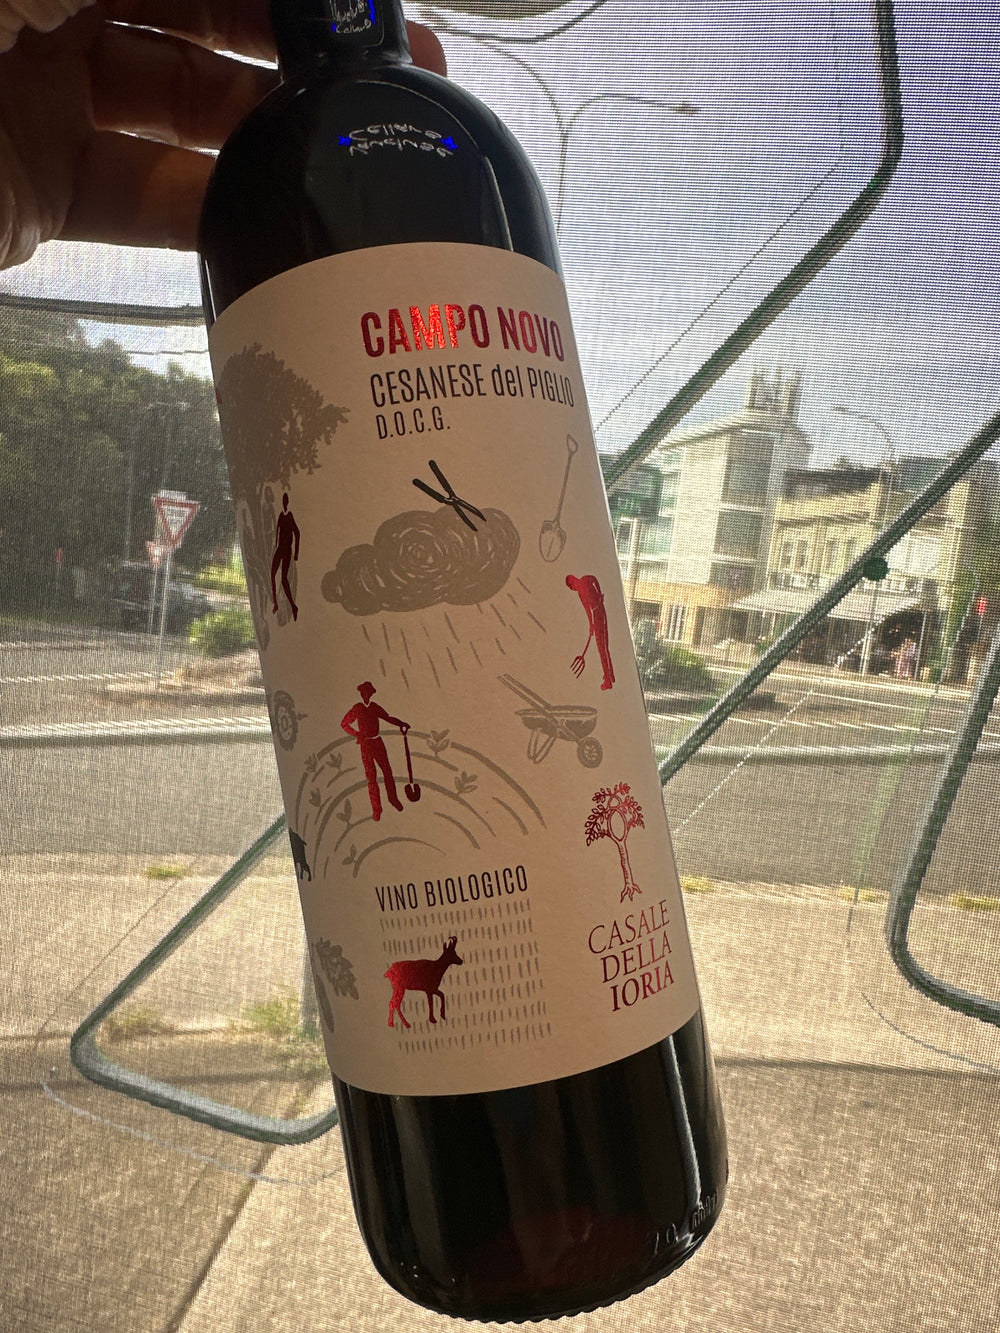 CAMPO NOVO
CESANESE del PIGLIO
D.O.C.G.
VINO BIOLOGICO
CASALE
DELLA
IORIA